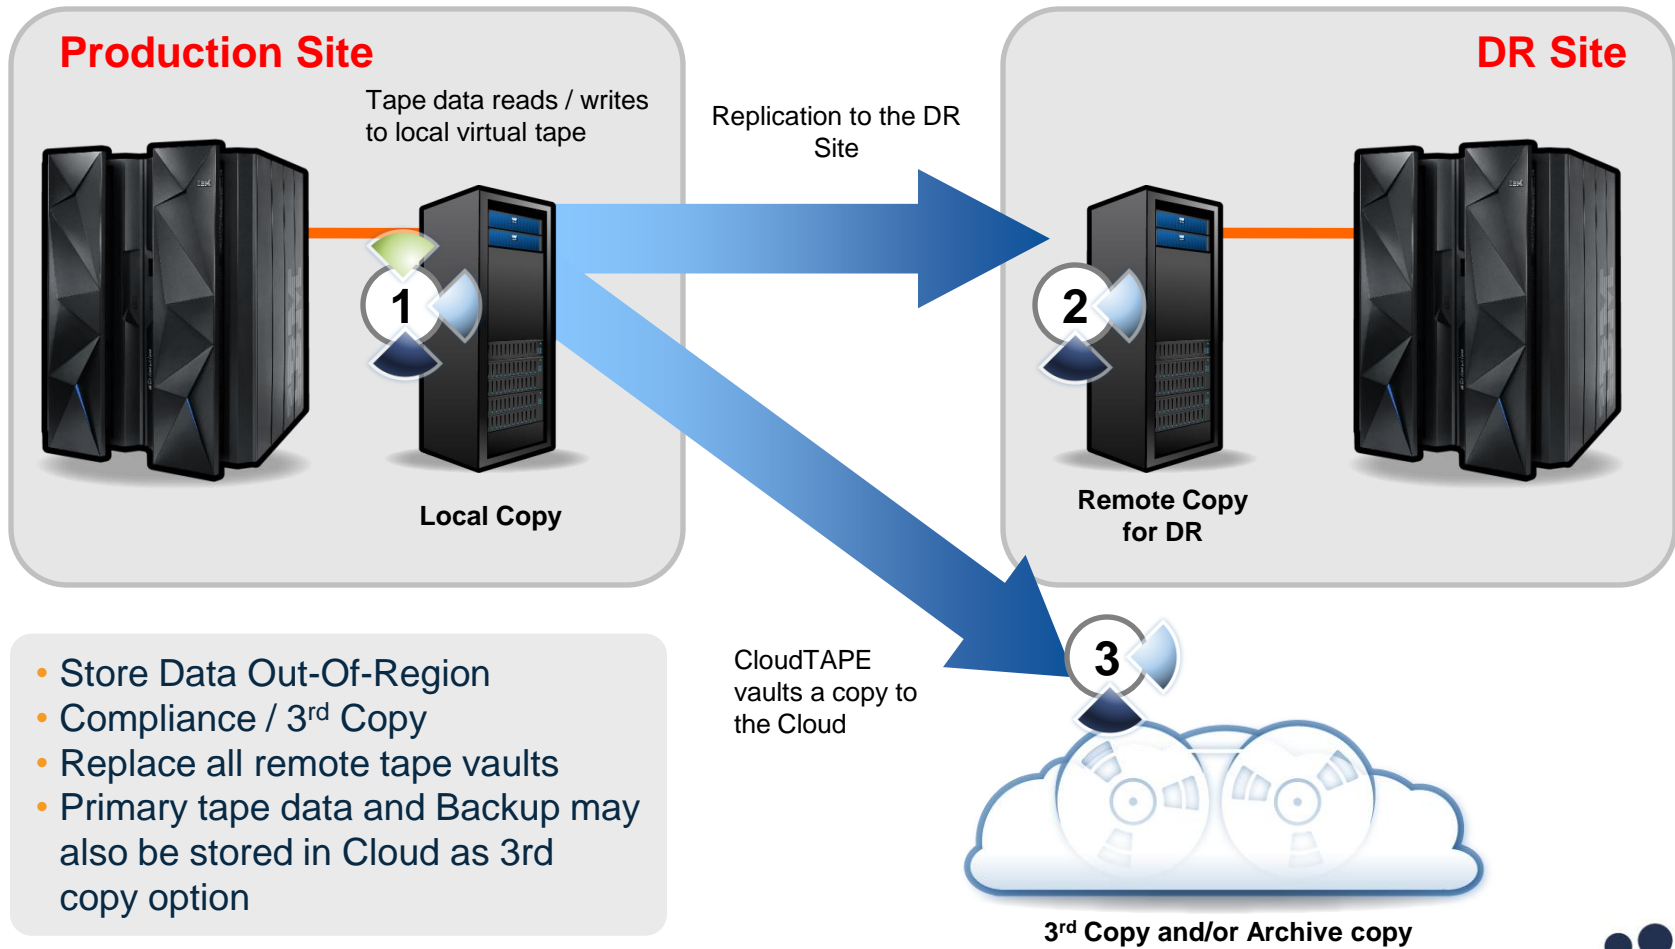 Production Site
Tape data reads / writes
to local virtual tape
1
Local Copy
Replication to the DR
Site
DR Site
2
Remote Copy
for DR
• Store Data Out-Of-Region
• Compliance / 3rd Copy
• Replace all remote tape vaults
• Primary tape data and Backup may
also be stored in Cloud as 3rd
copy option
CloudTAPE
vaults a copy to
the Cloud
3
3rd Copy and/or Archive copy